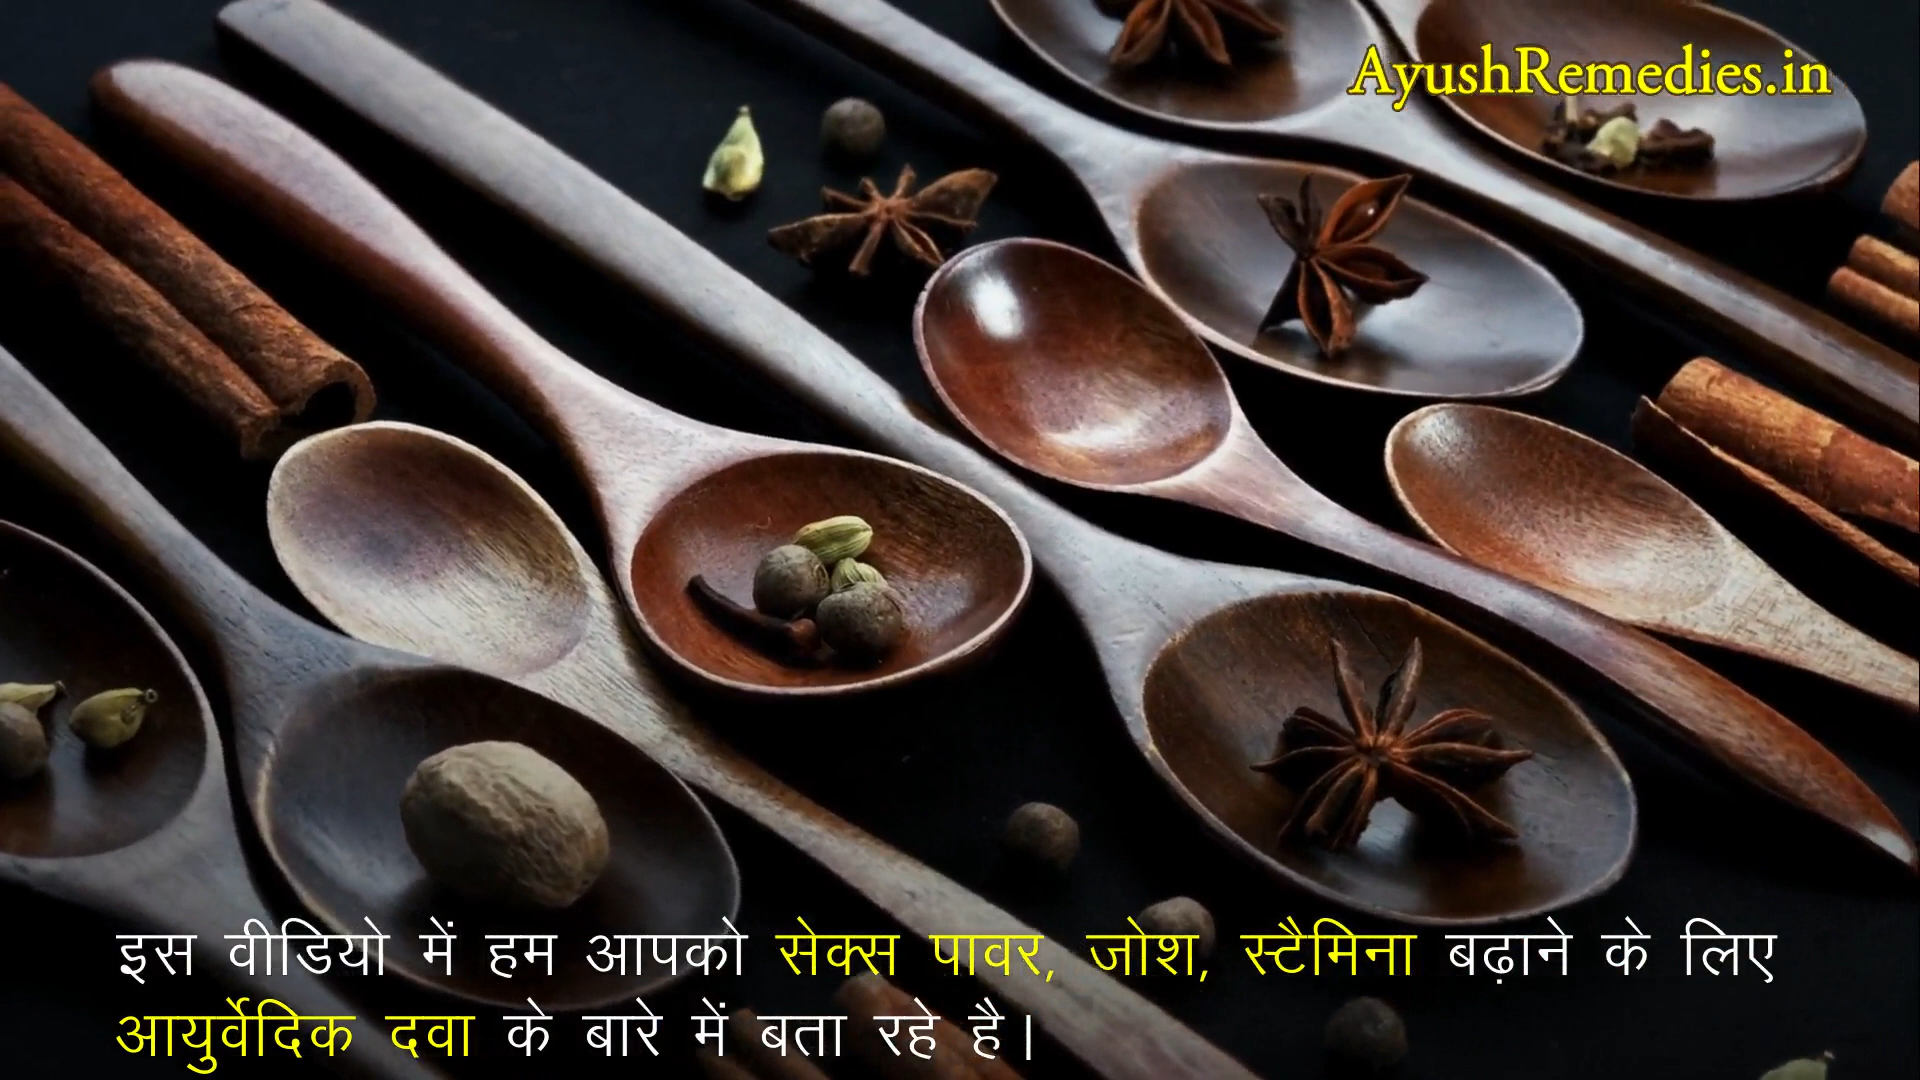 AyushRemedies.in
इस वीडियो में हम आपको सेक्स पावर, जोश, स्टैमिना बढ़ाने के लिए
आयुर्वेदिक दवा के बारे में बता रहे है।